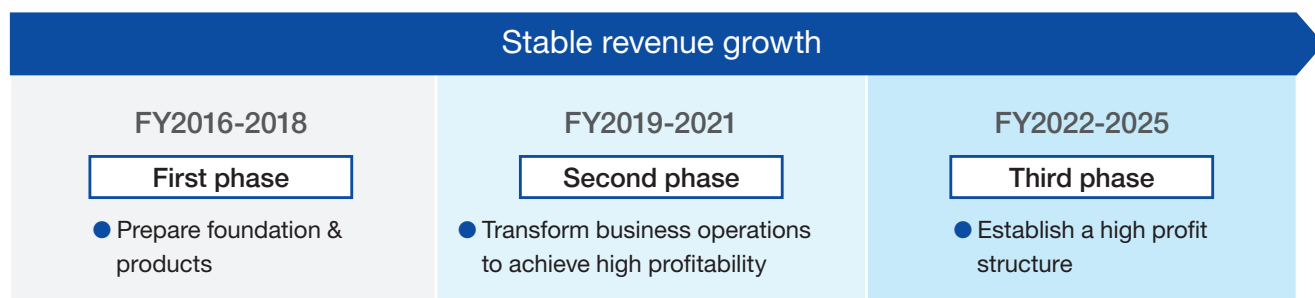 Stable revenue growth
FY2016-2018
First phase
● Prepare foundation &
products
FY2019-2021
Second phase
● Transform business operations
to achieve high profitability
FY2022-2025
Third phase
● Establish a high profit
structure